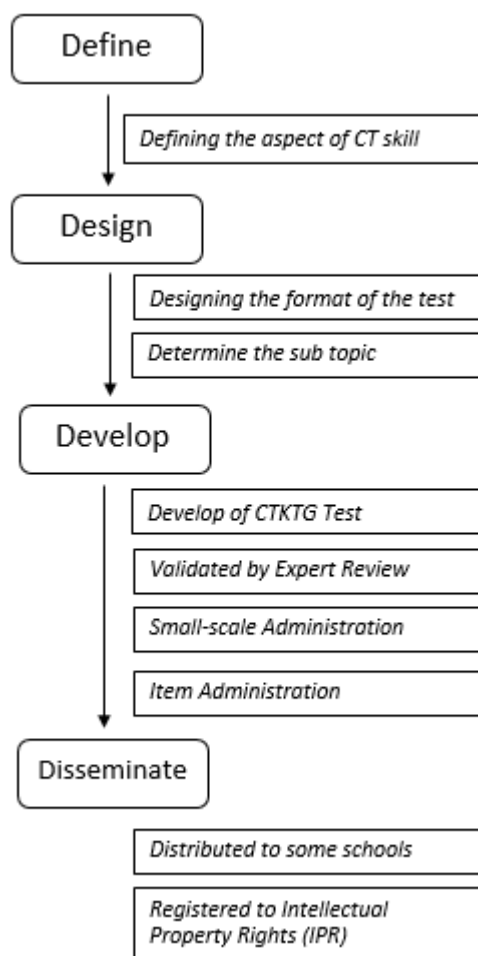 Define
Defining the aspect of CT skill
Design
Designing the format of the test
Determine the sub topic
Develop
Develop of CTKTG Test
Validated by Expert Review
Small-scale Administration
Item Administration
Disseminate
Distributed to some schools
Registered to Intellectual
Property Rights (IPR)